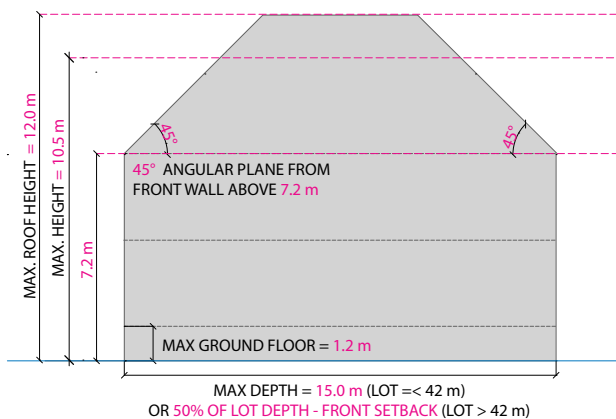 MAX. ROOF HEIGHT = 12.0 m
MAX. HEIGHT = 10.5 m
7.2 m
45°
45°
45° ANGULAR PLANE FROM
FRONT WALL ABOVE 7.2 m
MAX GROUND FLOOR = 1.2 m
MAX DEPTH = 15.0 m (LOT =< 42 m)
OR 50% OF LOT DEPTH - FRONT SETBACK (LOT > 42 m)